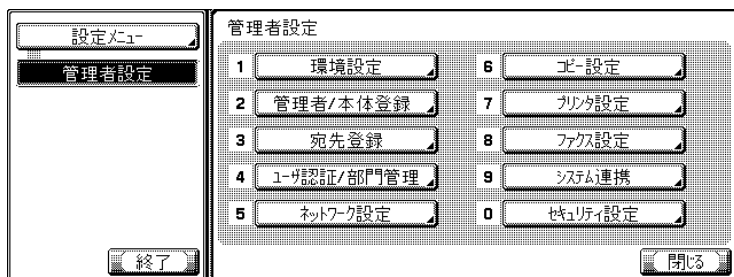 設定メニュー
管理者設定
終了
管理者設定
1 環境設定
2 管理者/本体登録
3 宛先登録
4 ユーザ認証/部門管理
5 ネットワーク設定
6 コピー設定
7 プリンタ設定
8 ファクス設定
9 システム連携
0 セキュリティ設定
閉じる